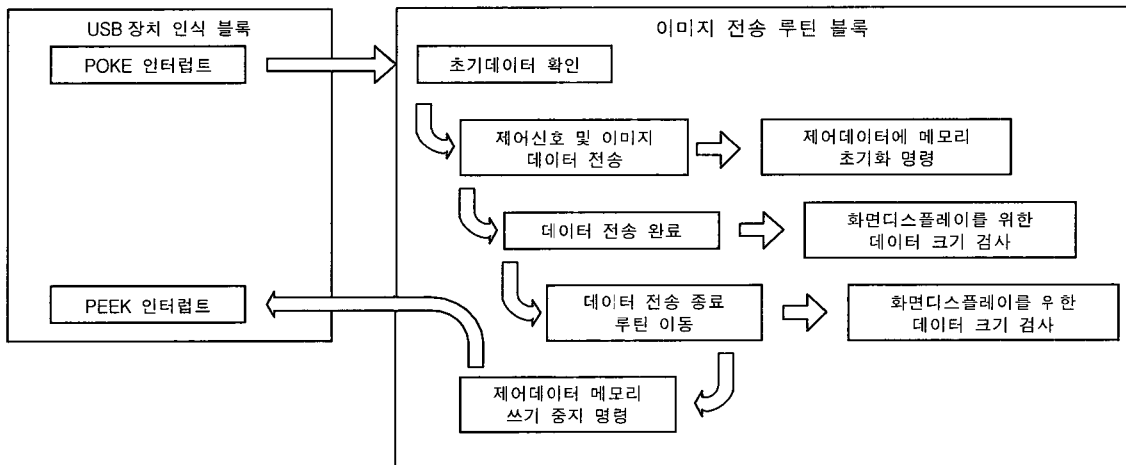 USB 장치 인식 블록
POKE 인터럽트
PEEK 인터럽트
이미지 전송 루틴 블록
초기데이터 확인
제어신호 및 이미지
데이터 전송
제어데이터에 메모리
초기화 명령
데이터 전송 완료
화면디스플레이를 위한
데이터 크기 검사
데이터 전송 종료
루틴 이동
화면디스플레이를 우한
데이터 크기 검사
제어데이터 메모리
쓰기 중지 명령